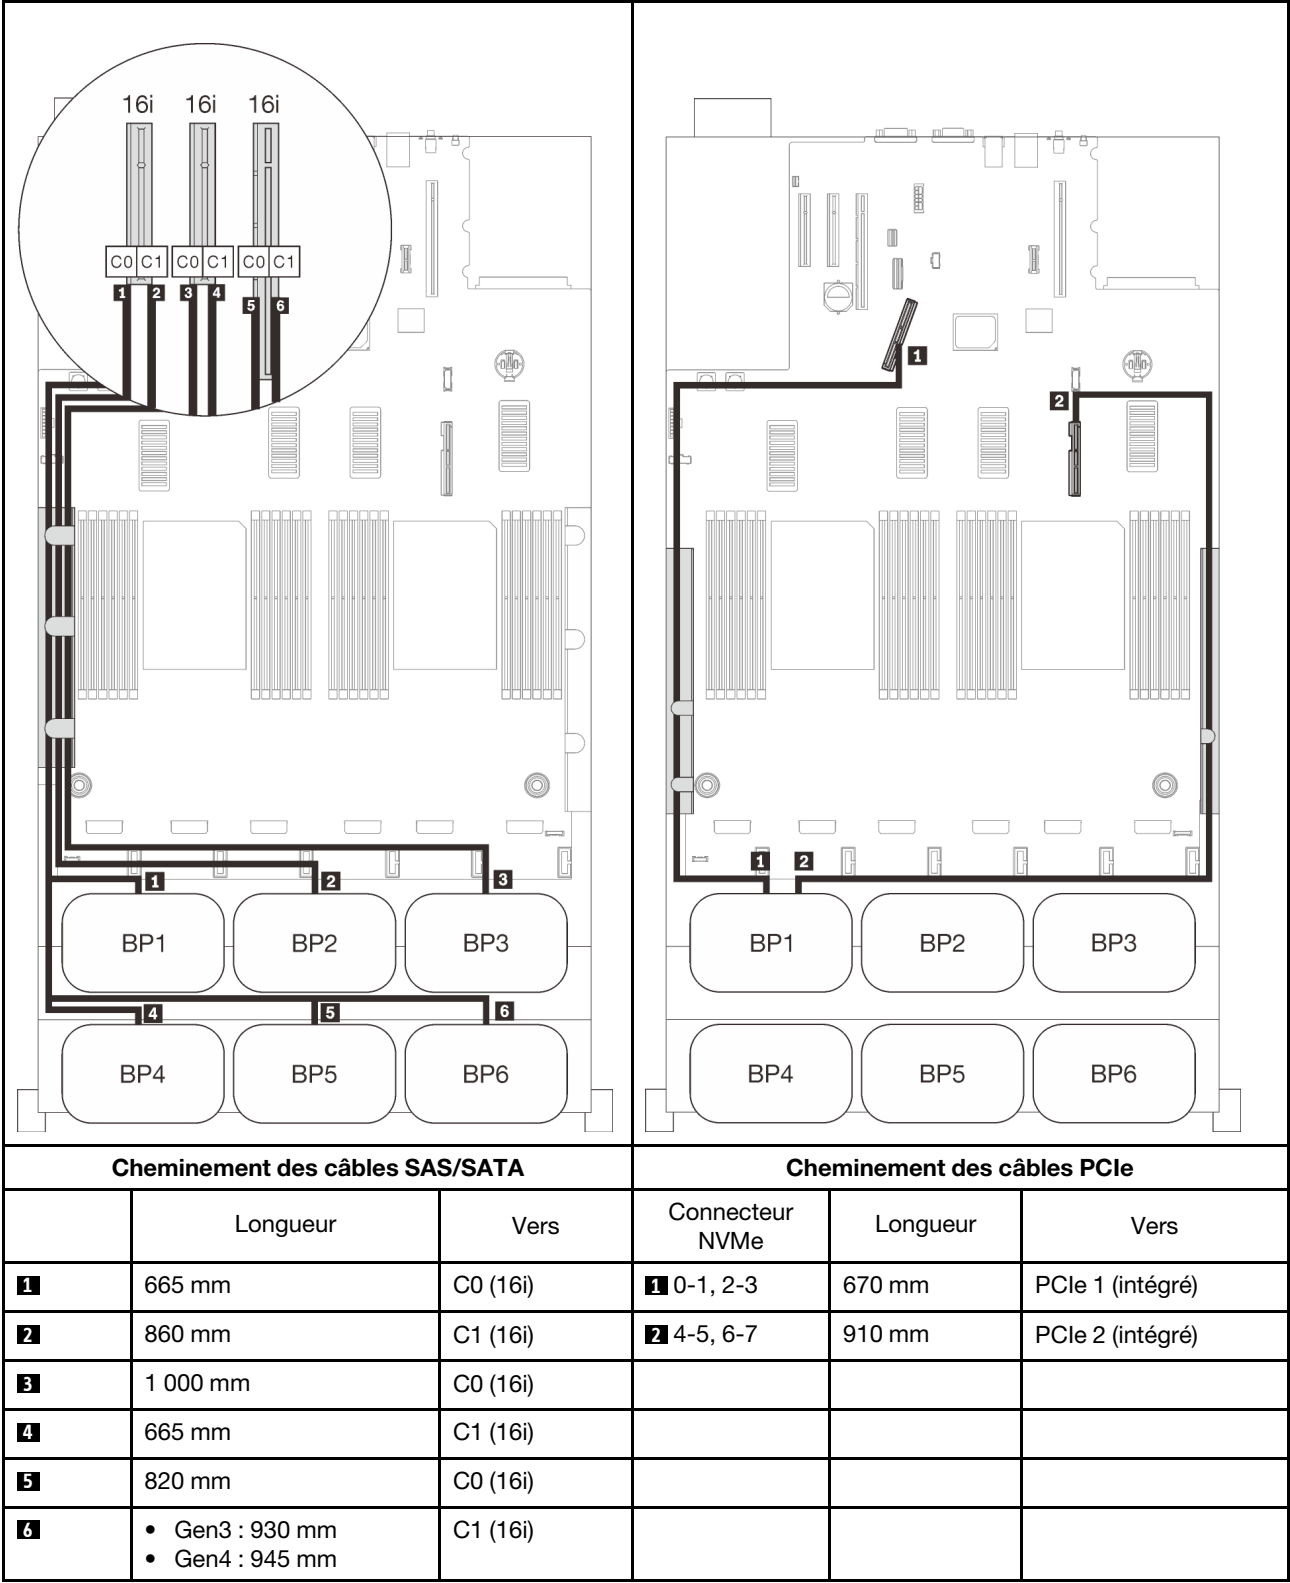 16i 16i 16i
C0 C1 C0 C1 C0 C1
1 2 3 4 5 6
1 2 3
BP1 BP2 BP3
4 5 6
BP4 BP5 BP6
1
2
1 2
BP1 BP2 BP3
BP4 BP5 BP6
Cheminement des câbles SAS/SATA
Cheminement des câbles PCIe
Longueur Vers
Connecteur
NVMe
Longueur Vers
1 665 mm C0 (16i)
1 0-1, 2-3 670 mm PCIe 1 (intégré)
2 860 mm C1 (16i)
2 4-5, 6-7 910 mm PCIe 2 (intégré)
3 1 000 mm C0 (16i)
4 665 mm C1 (16i)
5 820 mm C0 (16i)
6 • Gen3 : 930 mm C1 (16i)
• Gen4 : 945 mm